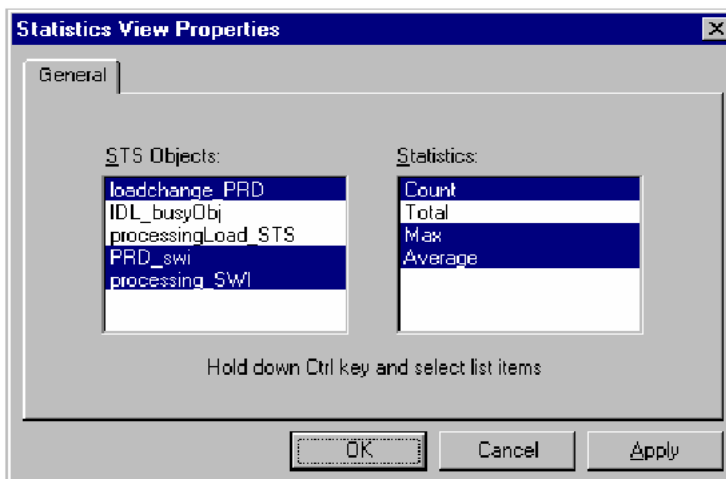 Statistics View Properties
General
STS Objects: Statistics:
loadchange_PRD Count
IDL_busyObj Total
processingLoad_STS Max
PRD_swi Average
processing_SWI
Hold down Ctrl key and select list items
OK Cancel Apply